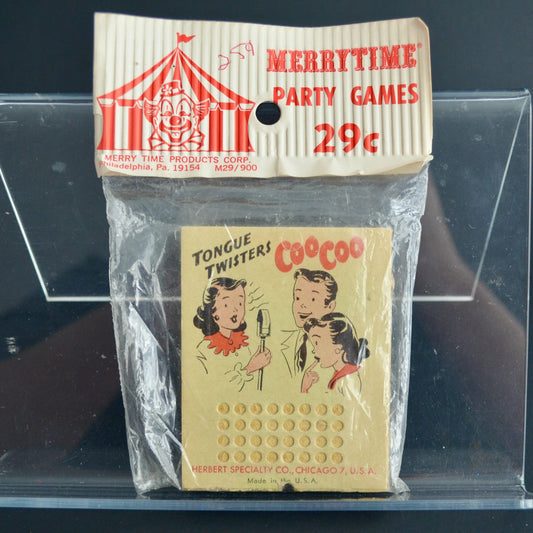 259
MERRYTIME
PARTY GAMES
29c
MERRY TIME PRODUCTS CORP.
Philadelphia, Pa. 19154 M29/900
TONGUE TWISTERS
COO COO
HERBERT SPECIALTY CO., CHICAGO 7, U.S.A.
Made in the U.S.A.